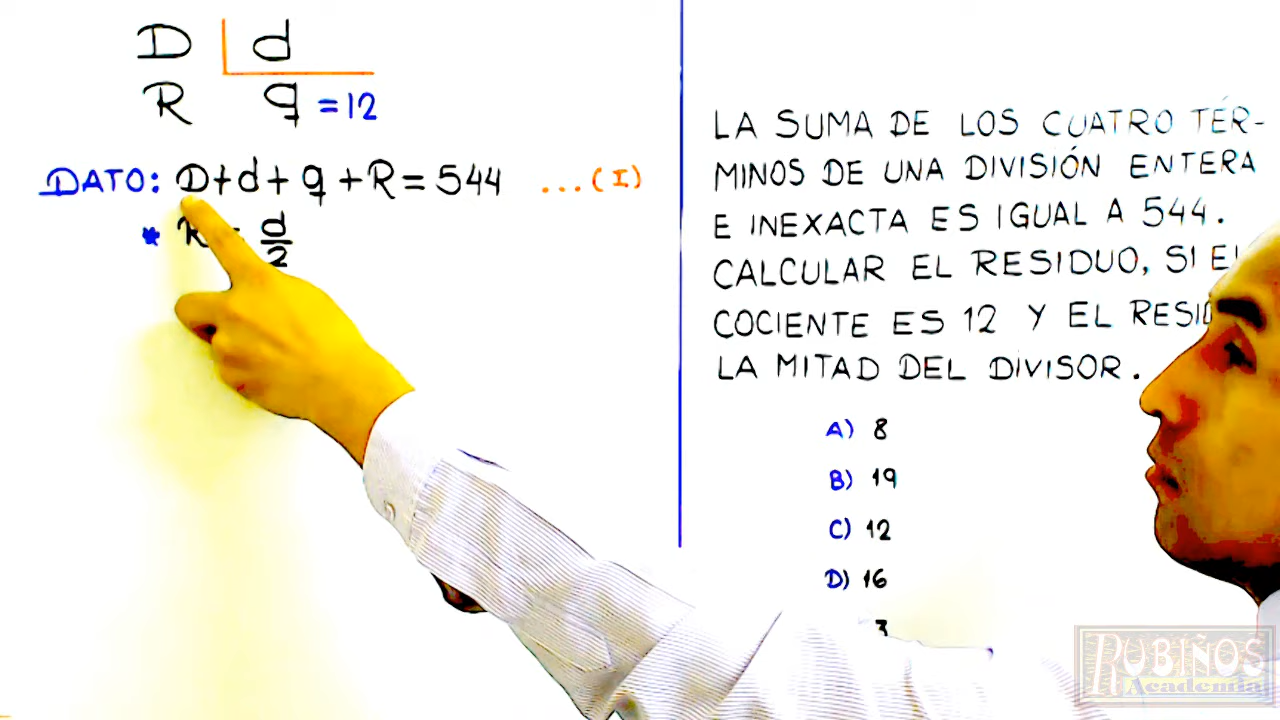 D d
R q = 12
DATO: D + d + q + R = 544 ... (I)
* R = d/2
LA SUMA DE LOS CUATRO TÉR-
MINOS DE UNA DIVISIÓN ENTERA
E INEXACTA ES IGUAL A 544.
CALCULAR EL RESIDUO, SI EL
COCIENTE ES 12 Y EL
LA MITAD DEL DIVISOR.
A) 8
B) 19
C) 12
D) 16
RUBIÑOS
Academia